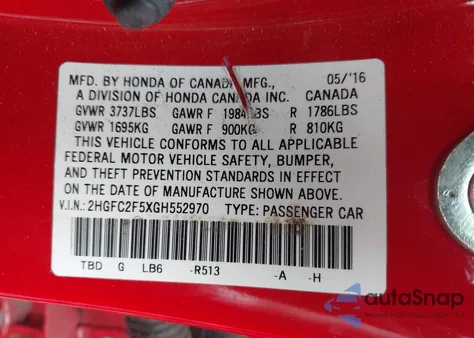 MFD. BY HONDA OF CANADA MFG., 05/'16
A DIVISION OF HONDA CANADA INC. CANADA
GVWR 3737LBS GAWR F 1984LBS R 1786LBS
GVWR 1695KG GAWR F 900KG R 810KG
THIS VEHICLE CONFORMS TO ALL APPLICABLE
FEDERAL MOTOR VEHICLE SAFETY, BUMPER,
AND THEFT PREVENTION STANDARDS IN EFFECT
ON THE DATE OF MANUFACTURE SHOWN ABOVE.
V.I.N.: 2HGFC2F5XGH552970 TYPE: PASSENGER CAR
TBD G LB6 -R513 -A -H
autoSnap